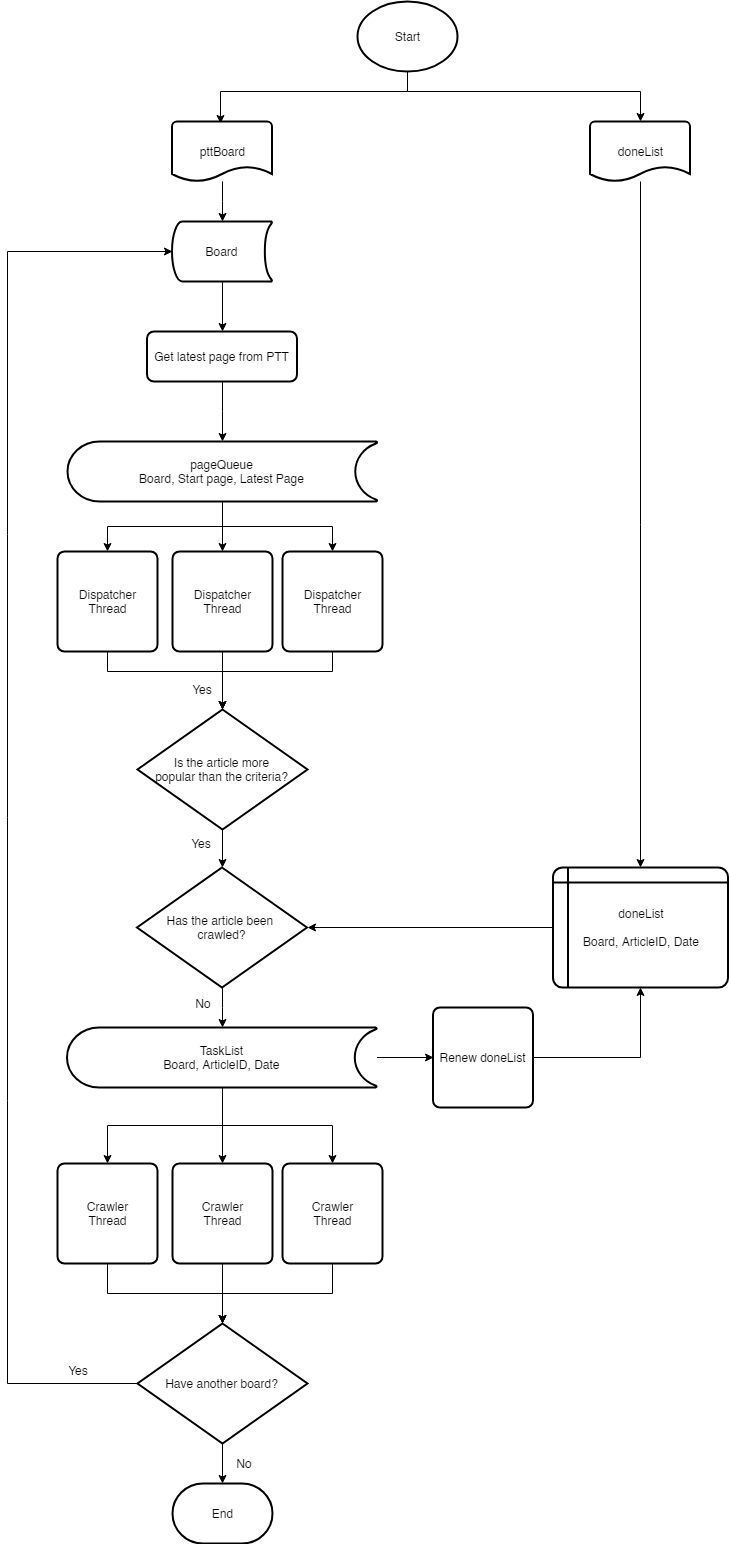 Start
pttBoard
doneList
Board
Get latest page from PTT
pageQueue
Board, Start page, Latest Page
Dispatcher
Thread
Dispatcher
Thread
Dispatcher
Thread
Yes
Is the article more
popular than the criteria?
Yes
Has the article been
crawled?
doneList
Board, ArticleID, Date
No
TaskList
Board, ArticleID, Date
Renew doneList
Crawler
Thread
Crawler
Thread
Crawler
Thread
Yes
Have another board?
No
End